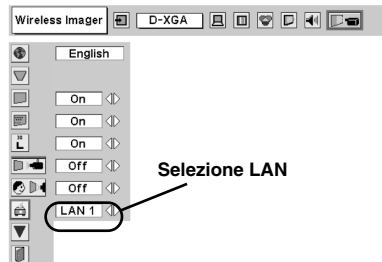 Wireless Imager D-XGA
English
On
On
On
Off
Off
LAN 1
Selezione LAN